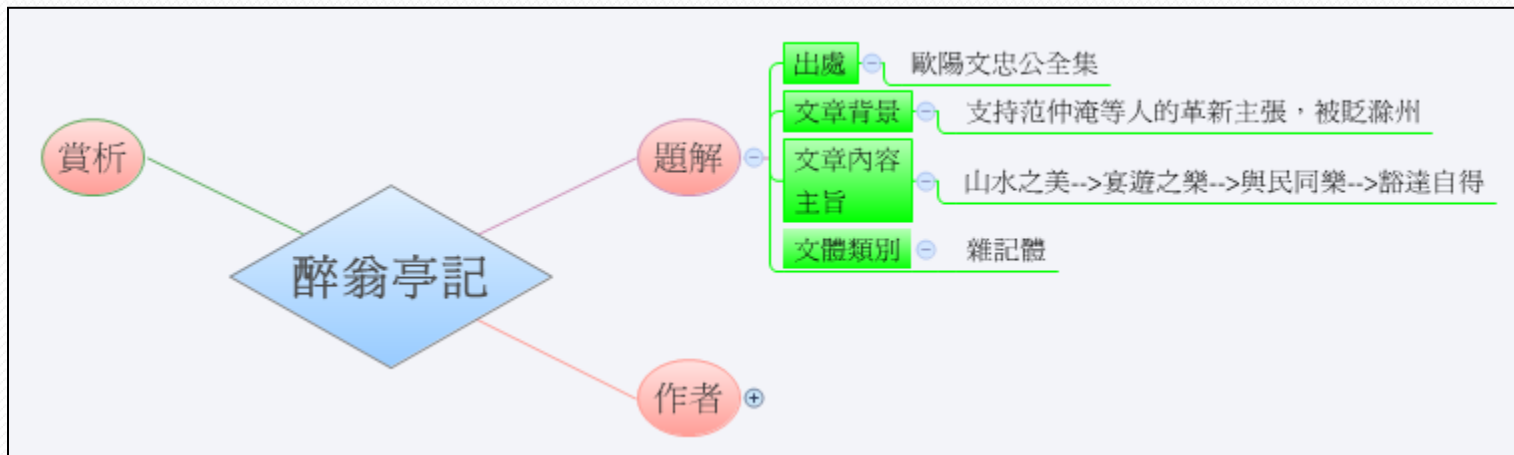 出處
歐陽文忠公全集
文章背景
支持范仲淹等人的革新主張，被貶滁州
文章內容
主旨
山水之美-->宴遊之樂-->與民同樂-->豁達自得
文體類別
雜記體
題解
賞析
醉翁亭記
作者